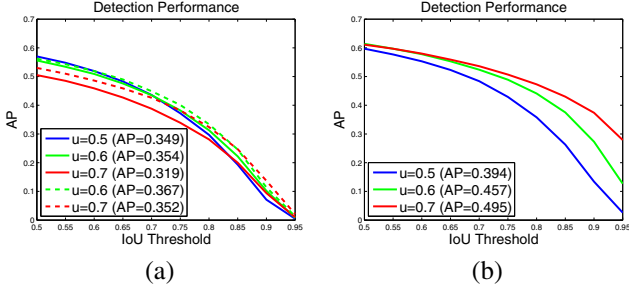 Detection Performance
0.7
0.6
0.5
0.4
0.3
0.2
0.1
0
AP
u=0.5 (AP=0.349)
u=0.6 (AP=0.354)
u=0.7 (AP=0.319)
u=0.6 (AP=0.367)
u=0.7 (AP=0.352)
0.5 0.55 0.6 0.65 0.7 0.75 0.8 0.85 0.9 0.95
IoU Threshold
(a)
Detection Performance
0.7
0.6
0.5
0.4
0.3
0.2
0.1
0
AP
u=0.5 (AP=0.394)
u=0.6 (AP=0.457)
u=0.7 (AP=0.495)
0.5 0.55 0.6 0.65 0.7 0.75 0.8 0.85 0.9 0.95
IoU Threshold
(b)